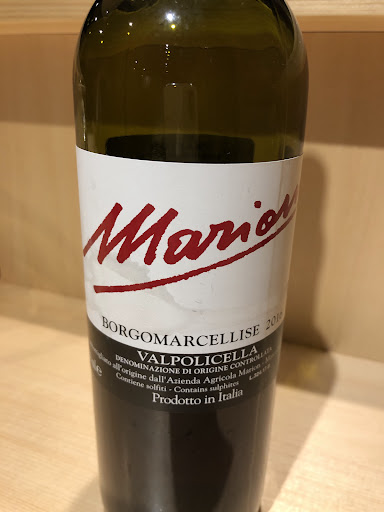 Marion
BORGOMARCELLISE 2016
VALPOLICELLA
DENOMINAZIONE DI ORIGINE CONTROLLATA
all'origine dall'Azienda Agricola Marion
Contiene solfiti - Contains sulphites
Prodotto in Italia